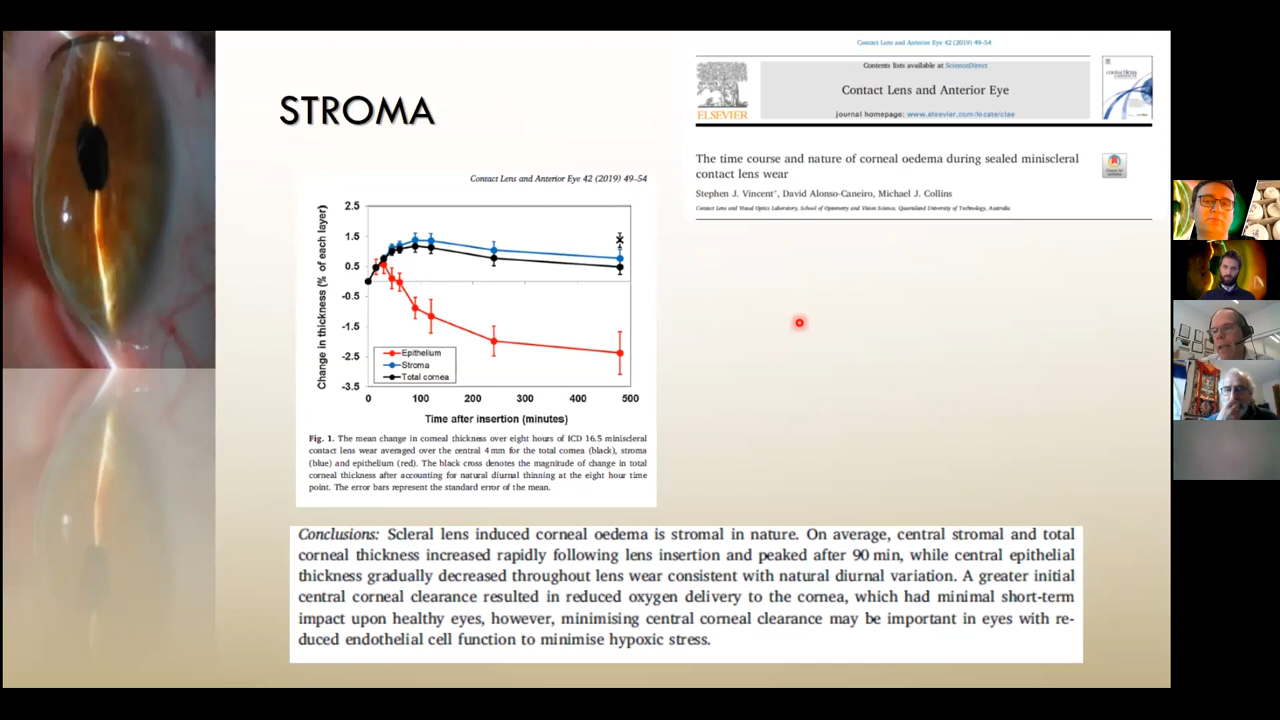 STROMA
Contact Lens and Anterior Eye 42 (2019) 49–54
2.5
1.5
0.5
-0.5
-1.5
-2.5
-3.5
Change in thickness (% of each layer)
Epithelium
Stroma
Total cornea
0 100 200 300 400 500
Time after insertion (minutes)
Fig. 1. The mean change in corneal thickness over eight hours of ICD 16.5 miniscleral
contact lens wear averaged over the central 4 mm for the total cornea (black), stroma
(blue) and epithelium (red). The black cross denotes the magnitude of change in total
corneal thickness after accounting for natural diurnal thinning at the eight hour time
point. The error bars represent the standard error of the mean.
Contact Lens and Anterior Eye 42 (2019) 49–54
Contents lists available at ScienceDirect
Contact Lens and Anterior Eye
journal homepage: www.elsevier.com/locate/clae
ELSEVIER
The time course and nature of corneal oedema during sealed miniscleral
contact lens wear
Stephen J. Vincent*, David Alonso-Caneiro, Michael J. Collins
Contact Lens and Visual Optics Laboratory, School of Optometry and Vision Science, Queensland University of Technology, Australia
Conclusions: Scleral lens induced corneal oedema is stromal in nature. On average, central stromal and total
corneal thickness increased rapidly following lens insertion and peaked after 90 min, while central epithelial
thickness gradually decreased throughout lens wear consistent with natural diurnal variation. A greater initial
central corneal clearance resulted in reduced oxygen delivery to the cornea, which had minimal short-term
impact upon healthy eyes, however, minimising central corneal clearance may be important in eyes with re-
duced endothelial cell function to minimise hypoxic stress.